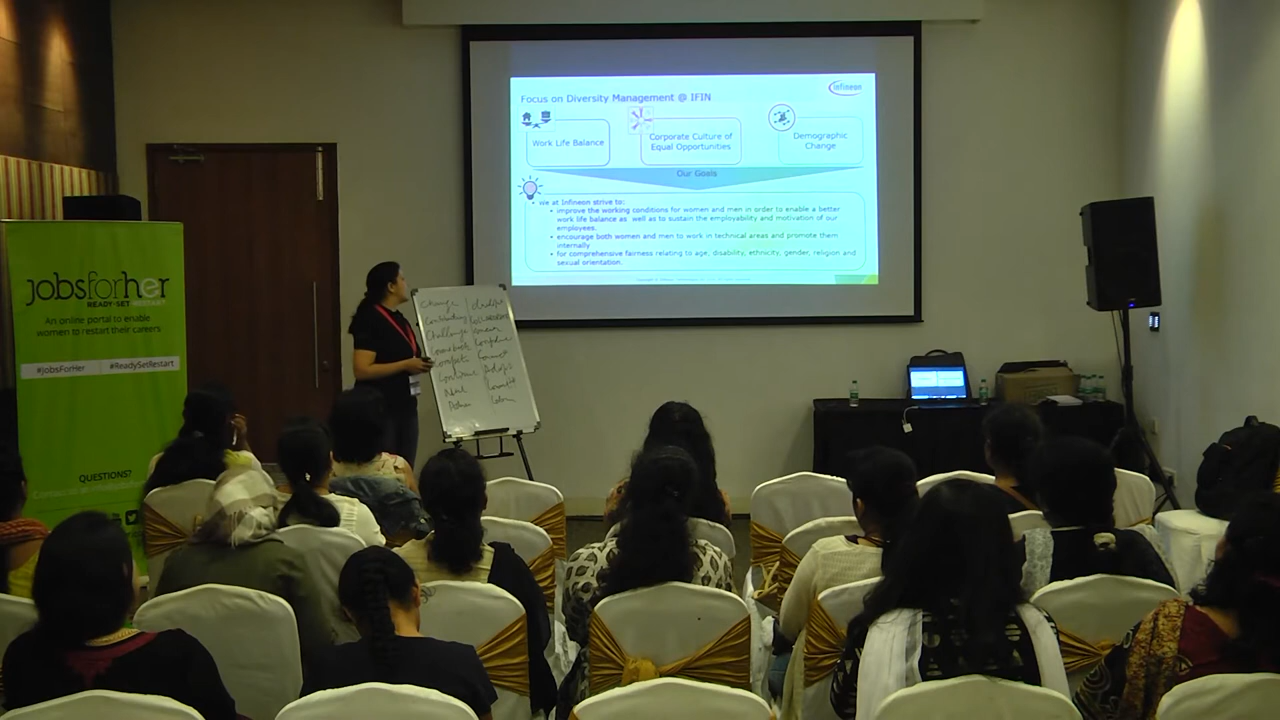 infineon
Focus on Diversity Management @ IFIN
Work Life Balance
Corporate Culture of
Equal Opportunities
Demographic
Change
Our Goals
• We at Infineon strive to:
• improve the working conditions for women and men in order to enable a better
work life balance as well as to sustain the employability and motivation of our
employees.
• encourage both women and men to work in technical areas and promote them
internally
• for comprehensive fairness relating to age, disability, ethnicity, gender, religion and
sexual orientation.
jobsforher
READY•SET•RESTART
An online portal to enable
women to restart their careers
#JobsForHer #ReadySetRestart
QUESTIONS?
Change
Challenge
Compete
Connect